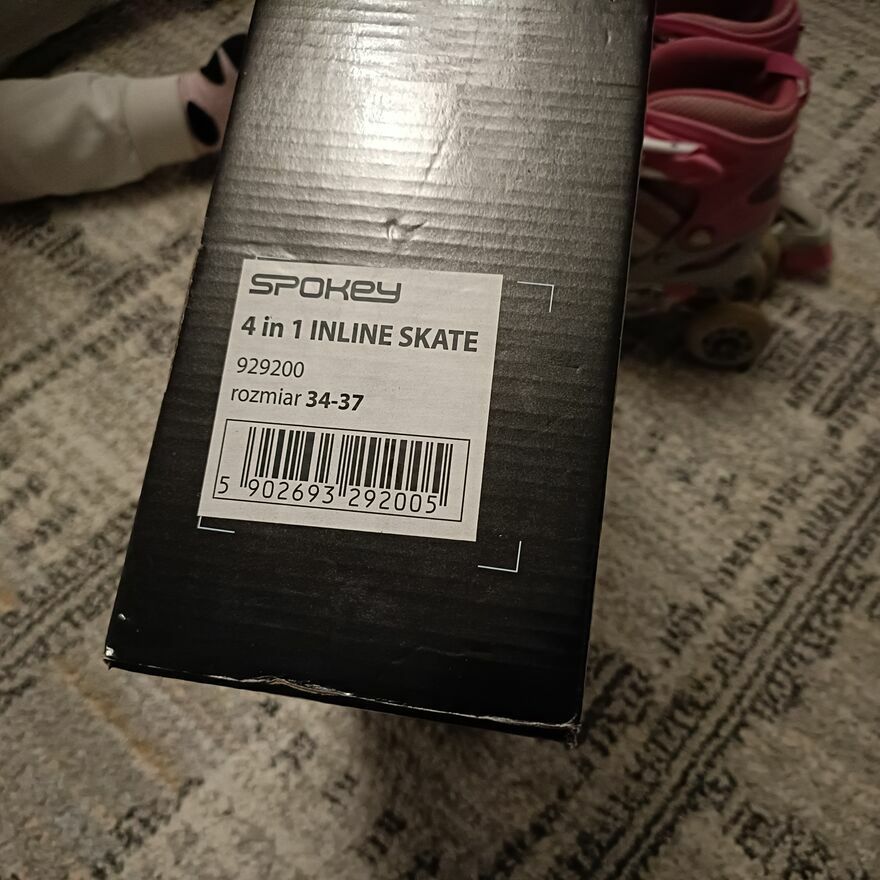 SPOKEY
4 in 1 INLINE SKATE
929200
rozmiar 34-37
5 902693 292005